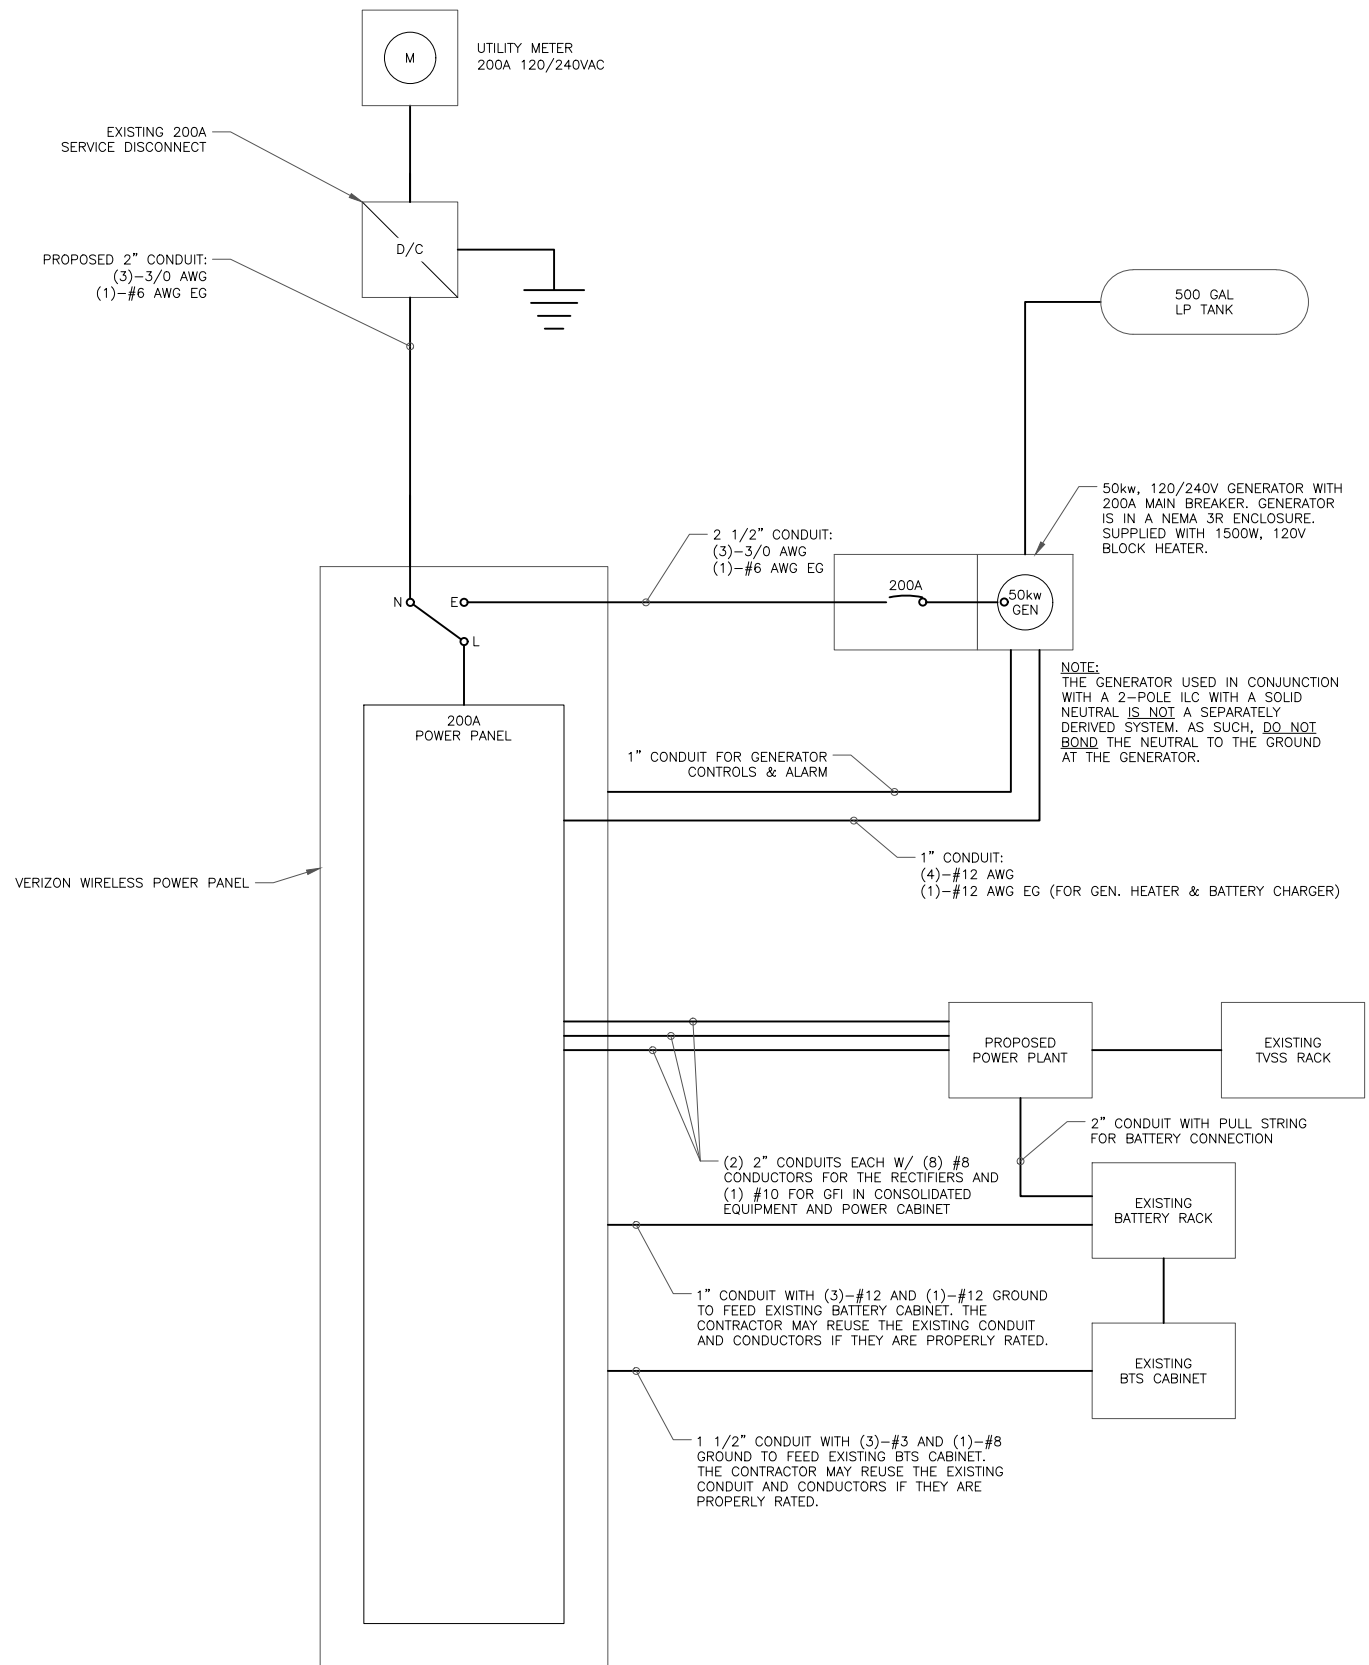 M
UTILITY METER
200A 120/240VAC
EXISTING 200A
SERVICE DISCONNECT
D/C
PROPOSED 2" CONDUIT:
(3)-3/0 AWG
(1)-#6 AWG EG
500 GAL
LP TANK
50kw, 120/240V GENERATOR WITH
200A MAIN BREAKER. GENERATOR
IS IN A NEMA 3R ENCLOSURE.
SUPPLIED WITH 1500W, 120V
BLOCK HEATER.
2 1/2" CONDUIT:
(3)-3/0 AWG
(1)-#6 AWG EG
200A
50kw
GEN
N
E
L
NOTE:
THE GENERATOR USED IN CONJUNCTION
WITH A 2-POLE ILC WITH A SOLID
NEUTRAL IS NOT A SEPARATELY
DERIVED SYSTEM. AS SUCH, DO NOT
BOND THE NEUTRAL TO THE GROUND
AT THE GENERATOR.
200A
POWER PANEL
1" CONDUIT FOR GENERATOR
CONTROLS & ALARM
1" CONDUIT:
(4)-#12 AWG
(1)-#12 AWG EG (FOR GEN. HEATER & BATTERY CHARGER)
VERIZON WIRELESS POWER PANEL
PROPOSED
POWER PLANT
EXISTING
TVSS RACK
2" CONDUIT WITH PULL STRING
FOR BATTERY CONNECTION
(2) 2" CONDUITS EACH W/ (8) #8
CONDUCTORS FOR THE RECTIFIERS AND
(1) #10 FOR GFI IN CONSOLIDATED
EQUIPMENT AND POWER CABINET
EXISTING
BATTERY RACK
1" CONDUIT WITH (3)-#12 AND (1)-#12 GROUND
TO FEED EXISTING BATTERY CABINET. THE
CONTRACTOR MAY REUSE THE EXISTING CONDUIT
AND CONDUCTORS IF THEY ARE PROPERLY RATED.
EXISTING
BTS CABINET
1 1/2" CONDUIT WITH (3)-#3 AND (1)-#8
GROUND TO FEED EXISTING BTS CABINET.
THE CONTRACTOR MAY REUSE THE EXISTING
CONDUIT AND CONDUCTORS IF THEY ARE
PROPERLY RATED.